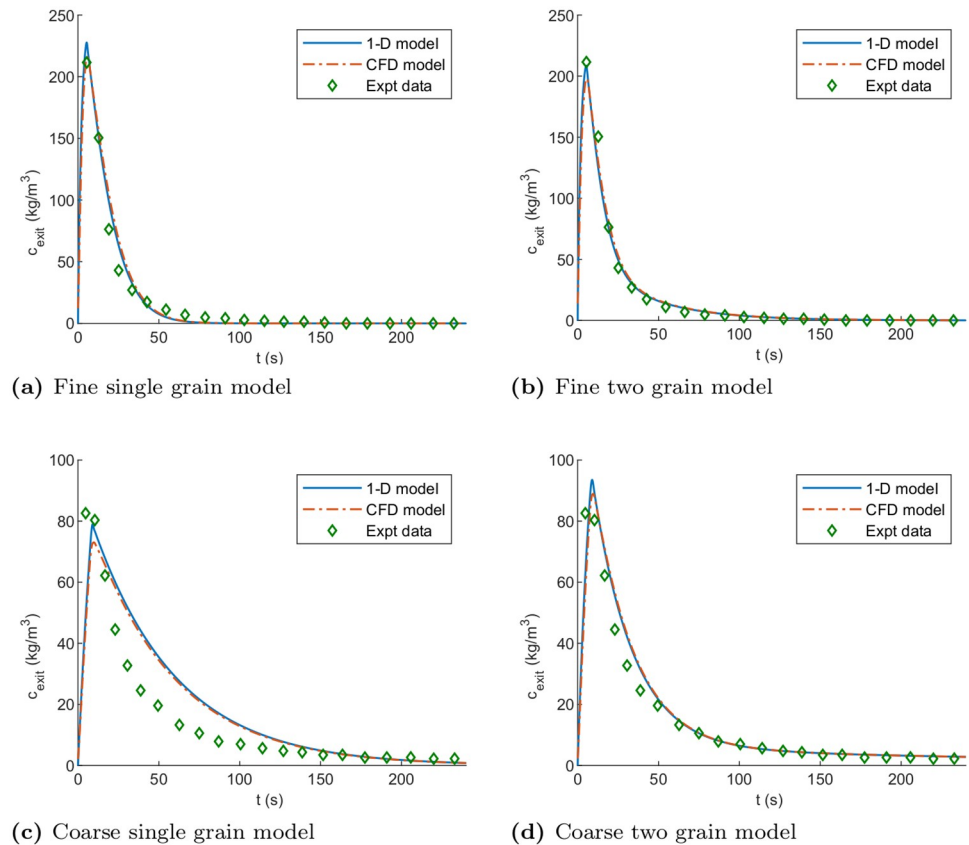 250
200
150
100
50
0
c_exit (kg/m³)
0 50 100 150 200
t (s)
1-D model
CFD model
Expt data
(a) Fine single grain model
250
200
150
100
50
0
c_exit (kg/m³)
0 50 100 150 200
t (s)
1-D model
CFD model
Expt data
(b) Fine two grain model
100
80
60
40
20
0
c_exit (kg/m³)
0 50 100 150 200
t (s)
1-D model
CFD model
Expt data
(c) Coarse single grain model
100
80
60
40
20
0
c_exit (kg/m³)
0 50 100 150 200
t (s)
1-D model
CFD model
Expt data
(d) Coarse two grain model